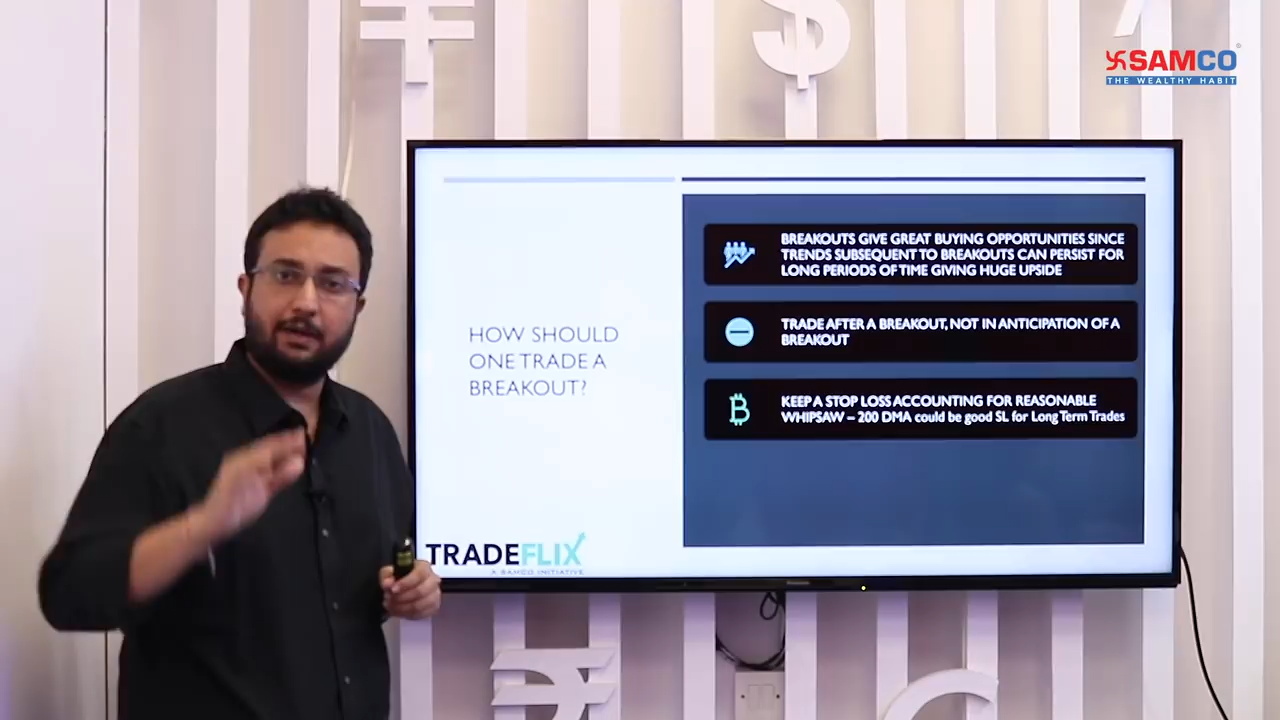 SAMCO
THE WEALTHY HABIT
HOW SHOULD
ONE TRADE A
BREAKOUT?
BREAKOUTS GIVE GREAT BUYING OPPORTUNITIES SINCE
TRENDS SUBSEQUENT TO BREAKOUTS CAN PERSIST FOR
LONG PERIODS OF TIME GIVING HUGE UPSIDE
TRADE AFTER A BREAKOUT, NOT IN ANTICIPATION OF A
BREAKOUT
KEEP A STOP LOSS ACCOUNTING FOR REASONABLE
WHIPSAW – 200 DMA could be good SL for Long Term Trades
TRADEFLIX
A SAMCO INITIATIVE